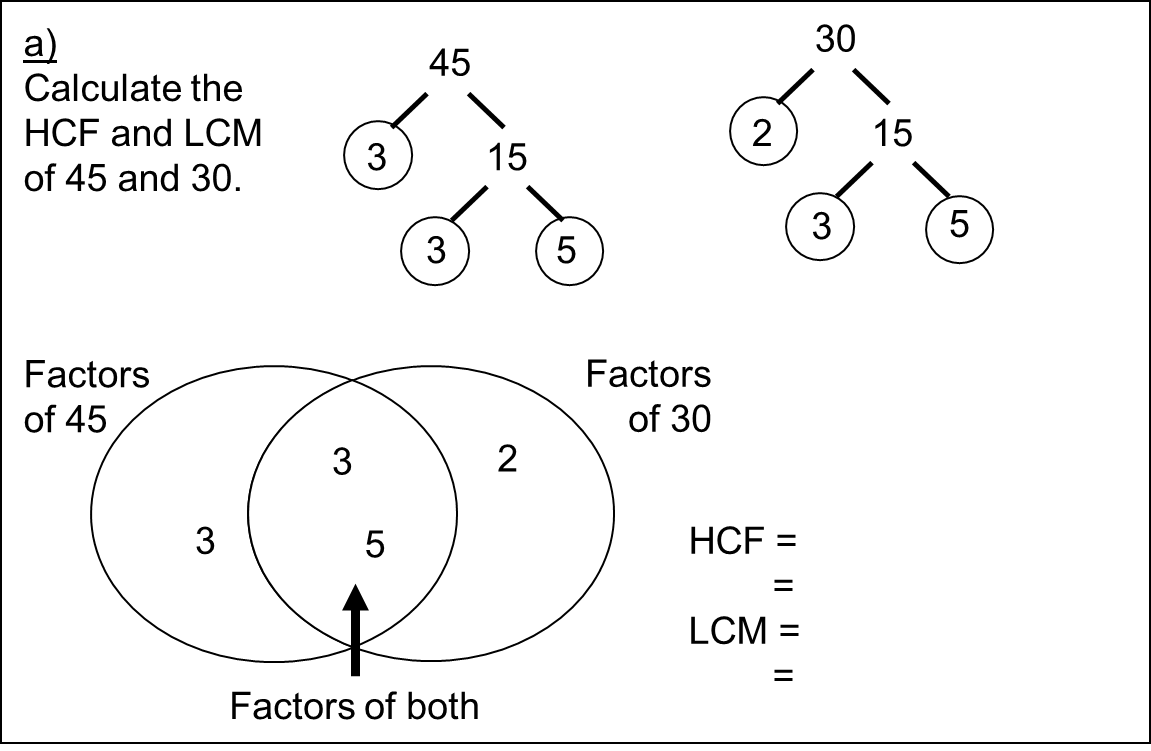 a)
Calculate the
HCF and LCM
of 45 and 30.
45
3
15
3
5
30
2
15
3
5
Factors
of 45
Factors
of 30
3
3
5
2
Factors of both
HCF =
=
LCM =
=